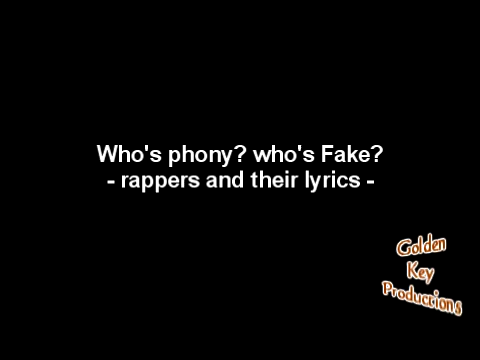 Who's phony? who's Fake?
- rappers and their lyrics -
Golden
Key
Productions